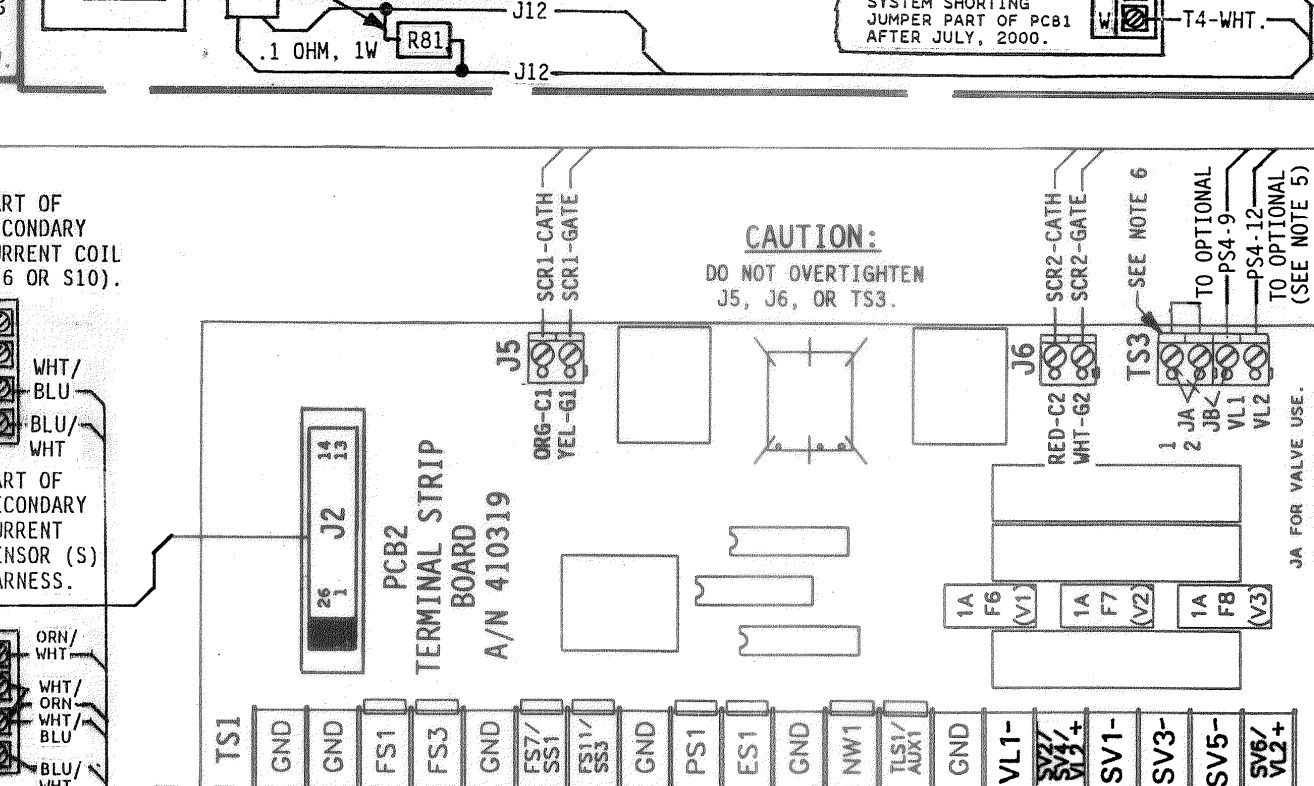 J12
R81
.1 OHM, 1W
J12
SYSTEM SHORTING
JUMPER PART OF PCB1
AFTER JULY, 2000.
W
T4-WHT.
ART OF
CONDARY
URRENT COIL
6 OR S10).
WHT/
BLU
BLU/
WHT
ART OF
ECONDARY
URRENT
ENSOR (S)
ARNESS.
ORN/
WHT
WHT/
ORN
WHT/
BLU
BLU/
WHT
SCR1-CATH
SCR1-GATE
CAUTION:
DO NOT OVERTIGHTEN
J5, J6, OR TS3.
SCR2-CATH
SCR2-GATE
SEE NOTE 6
TO OPTIONAL
PS4-9
PS4-12
TO OPTIONAL
(SEE NOTE 5)
J5
ORG-C1
YEL-G1
J6
RED-C2
WHT-G2
TS3
1
2
JA
JB
VL1
VL2
JA FOR VALVE USE.
14
13
J2
26
1
PCB2
TERMINAL STRIP
BOARD
A/N 410319
1A
F6
(V1)
1A
F7
(V2)
1A
F8
(V3)
TS1
GND
GND
FS1
FS3
GND
FS7/
SS1
FS11/
SS3
GND
PS1
ES1
GND
NW1
TLS1/
AUX1
GND
VL1-
SV2/
SV4/
VL2+
SV1-
SV3-
SV5-
SV6/
VL2+